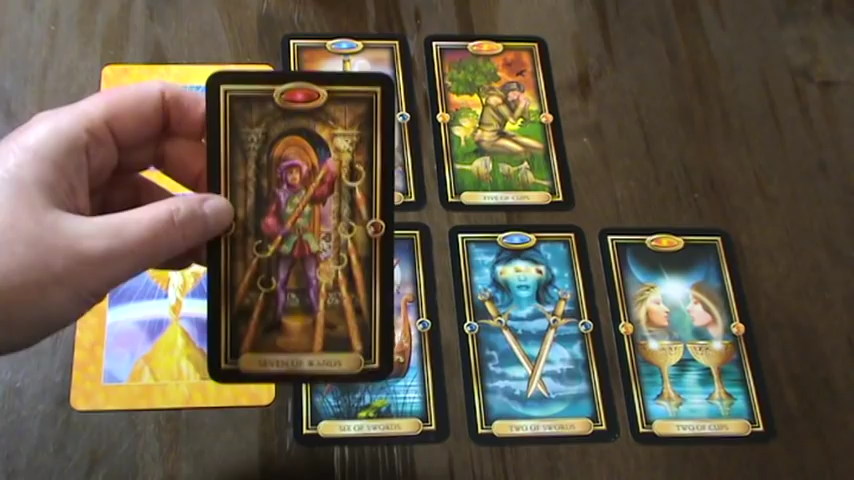 FIVE OF CUPS
SEVEN OF WANDS
SIX OF SWORDS
TWO OF SWORDS
TWO OF CUPS